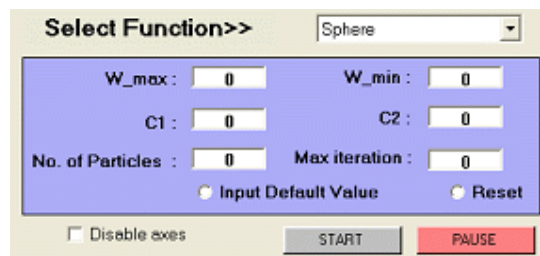 Select Function>> Sphere
W_max : 0 W_min : 0
C1 : 0 C2 : 0
No. of Particles : 0 Max iteration : 0
Input Default Value Reset
Disable axes START PAUSE